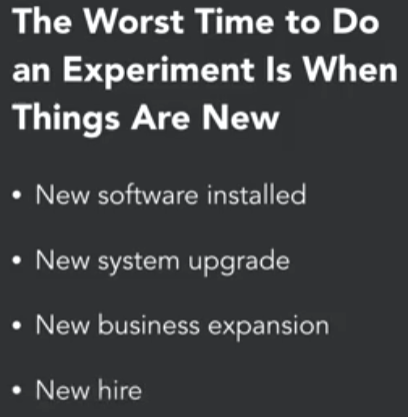 The Worst Time to Do
an Experiment Is When
Things Are New
• New software installed
• New system upgrade
• New business expansion
• New hire